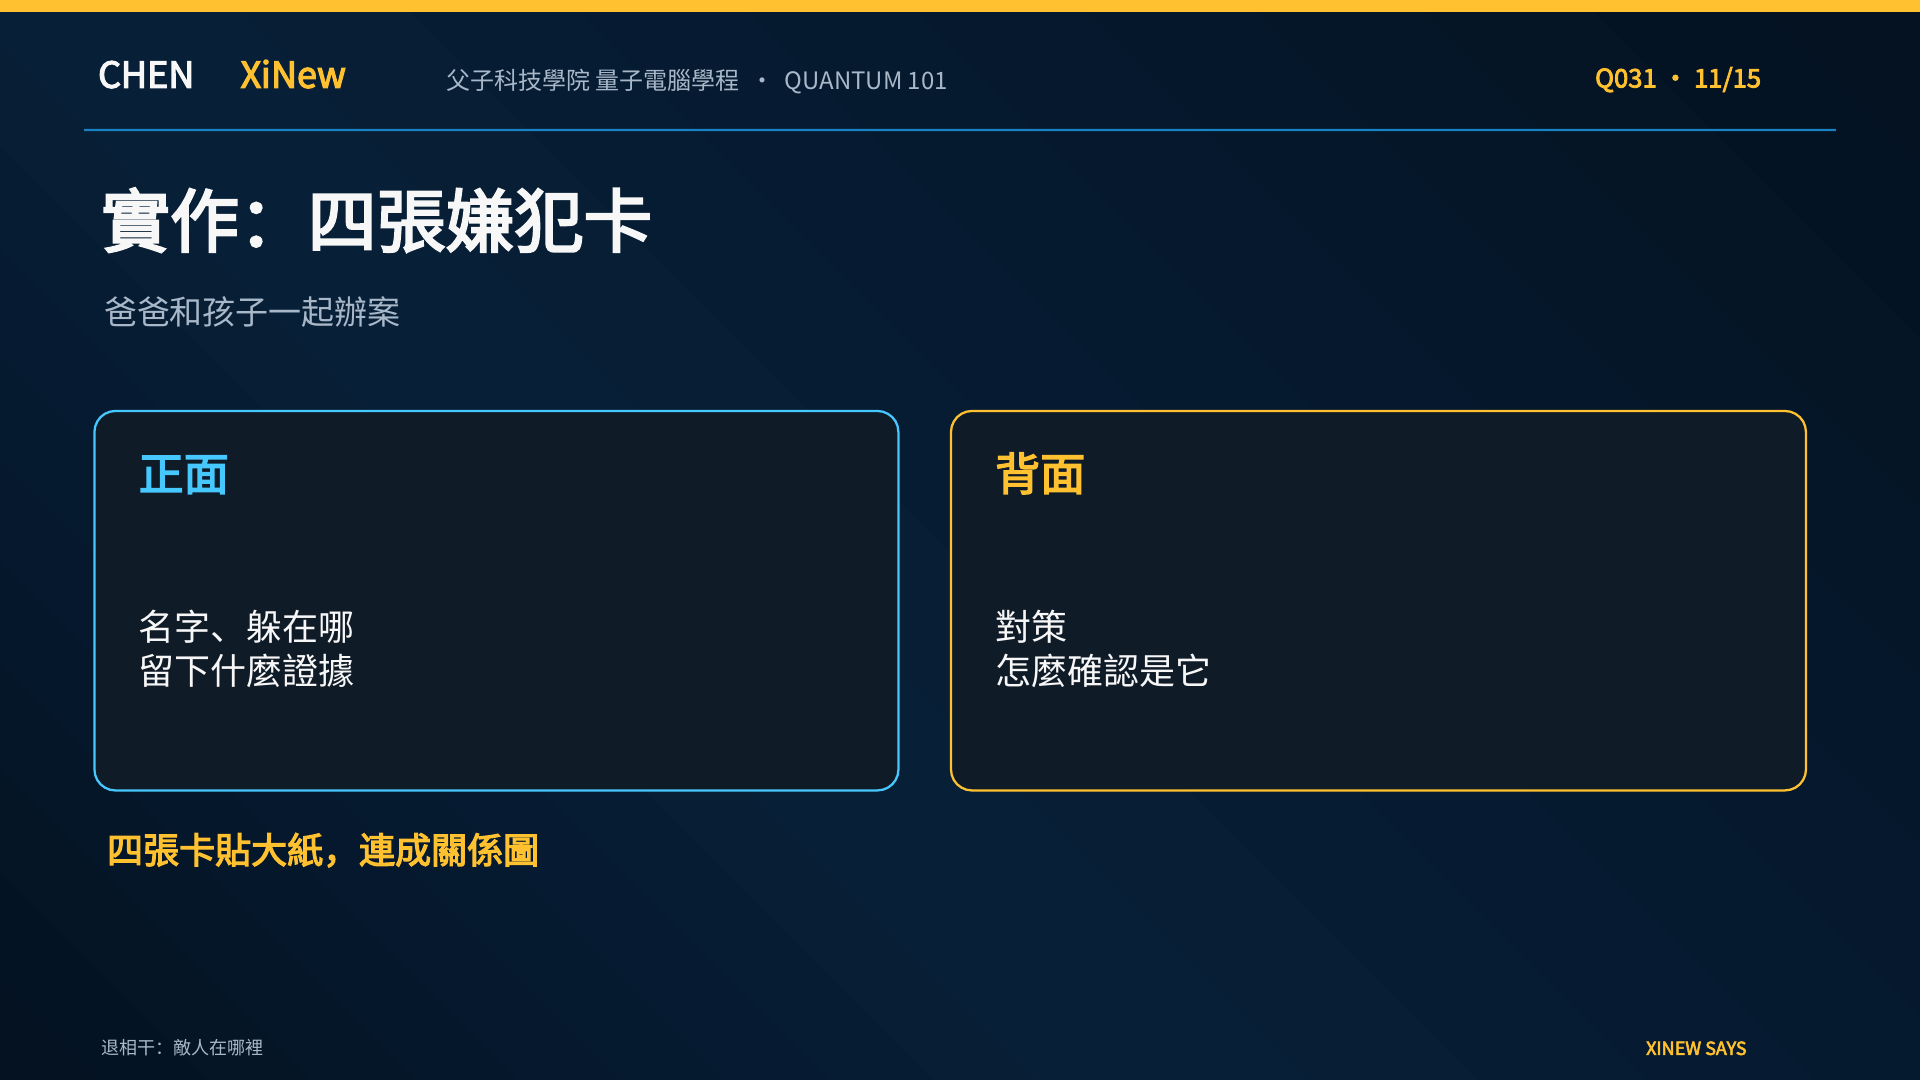 CHEN XiNew 父子科技學院 量子電腦學程 • QUANTUM 101 Q031 • 11/15
實作：四張嫌犯卡
爸爸和孩子一起辦案
正面
名字、躲在哪
留下什麼證據
背面
對策
怎麼確認是它
四張卡貼大紙，連成關係圖
退相干：敵人在哪裡 XINEW SAYS